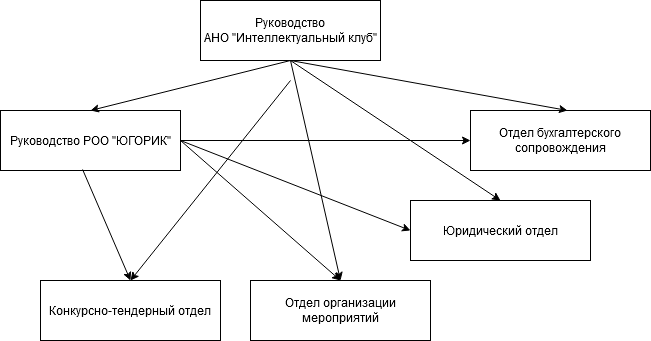 Руководство
АНО "Интеллектуальный клуб"
Руководство РОО "ЮГОРИК"
Отдел бухгалтерского
сопровождения
Юридический отдел
Конкурсно-тендерный отдел
Отдел организации
мероприятий